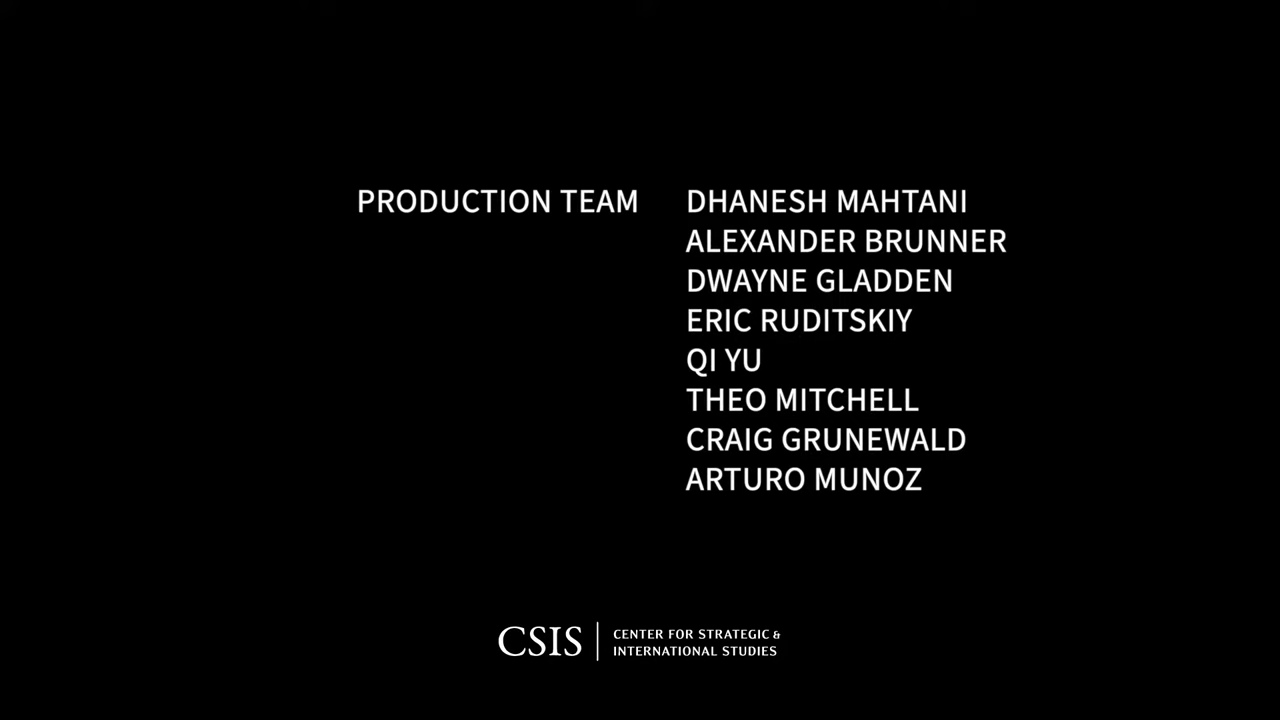 PRODUCTION TEAM DHANESH MAHTANI
ALEXANDER BRUNNER
DWAYNE GLADDEN
ERIC RUDITSKIY
QI YU
THEO MITCHELL
CRAIG GRUNEWALD
ARTURO MUNOZ
CSIS
CENTER FOR STRATEGIC &
INTERNATIONAL STUDIES